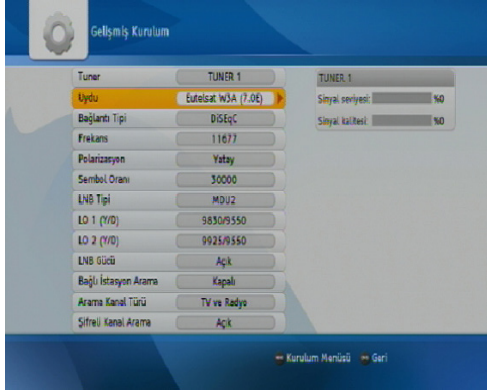 Gelişmiş Kurulum
Tuner TUNER 1
Uydu Eutelsat W3A (7.0E)
Bağlantı Tipi DiSEqC
Frekans 11677
Polarizasyon Yatay
Sembol Oranı 30000
LNB Tipi MDU2
LO 1 (Y/D) 9830/9550
LO 2 (Y/D) 9925/9550
LNB Gücü Açık
Bağlı İstasyon Arama Kapalı
Arama Kanal Türü TV ve Radyo
Şifreli Kanal Arama Açık
TUNER 1
Sinyal seviyesi: %0
Sinyal kalitesi: %0
Kurulum Menüsü Geri